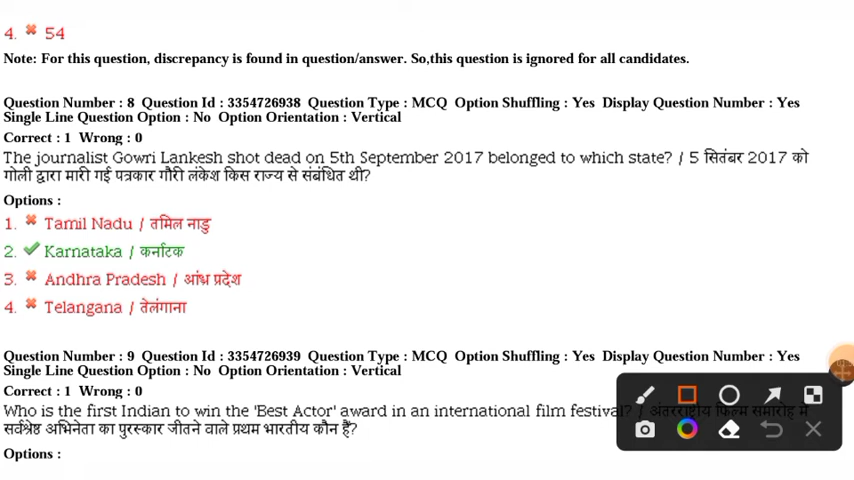 4. 54
Note: For this question, discrepancy is found in question/answer. So,this question is ignored for all candidates.
Question Number : 8 Question Id : 3354726938 Question Type : MCQ Option Shuffling : Yes Display Question Number : Yes
Single Line Question Option : No Option Orientation : Vertical
Correct : 1 Wrong : 0
The journalist Gowri Lankesh shot dead on 5th September 2017 belonged to which state? / 5 सितंबर 2017 को
गोली द्वारा मारी गई पत्रकार गौरी लंकेश किस राज्य से संबंधित थी?
Options :
1. Tamil Nadu / तमिल नाडु
2. Karnataka / कर्नाटक
3. Andhra Pradesh / आंध्र प्रदेश
4. Telangana / तेलंगाना
Question Number : 9 Question Id : 3354726939 Question Type : MCQ Option Shuffling : Yes Display Question Number : Yes
Single Line Question Option : No Option Orientation : Vertical
Correct : 1 Wrong : 0
Who is the first Indian to win the 'Best Actor' award in an international film festival? / अंतरराष्ट्रीय फिल्म समारोह में
सर्वश्रेष्ठ अभिनेता का पुरस्कार जीतने वाले प्रथम भारतीय कौन हैं?
Options :